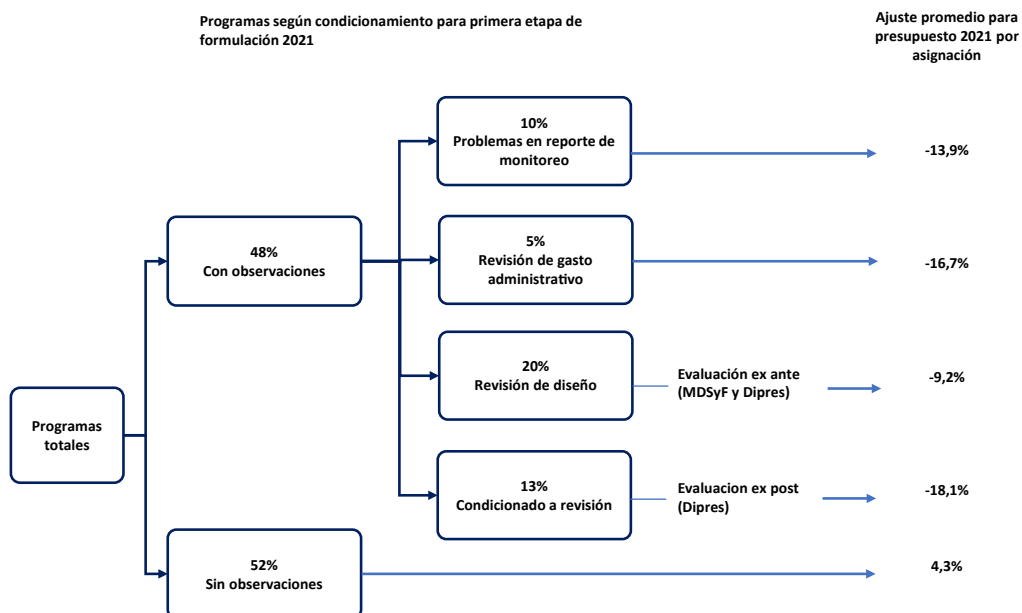 Programas según condicionamiento para primera etapa de
formulación 2021
Ajuste promedio para
presupuesto 2021 por
asignación
10%
Problemas en reporte de
monitoreo
-13,9%
48%
Con observaciones
5%
Revisión de gasto
administrativo
-16,7%
20%
Revisión de diseño
Evaluación ex ante
(MDSyF y Dipres)
-9,2%
Programas
totales
13%
Condicionado a revisión
Evaluacion ex post
(Dipres)
-18,1%
52%
Sin observaciones
4,3%